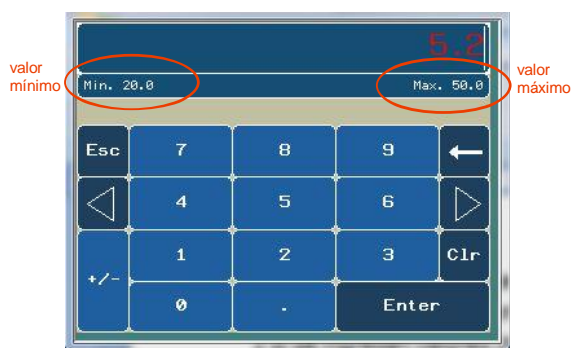 5.2
valor
mínimo
Min. 20.0
Max. 50.0
valor
máximo
Esc 7 8 9 ←
4 5 6
1 2 3 Clr
+/-
0 . Enter